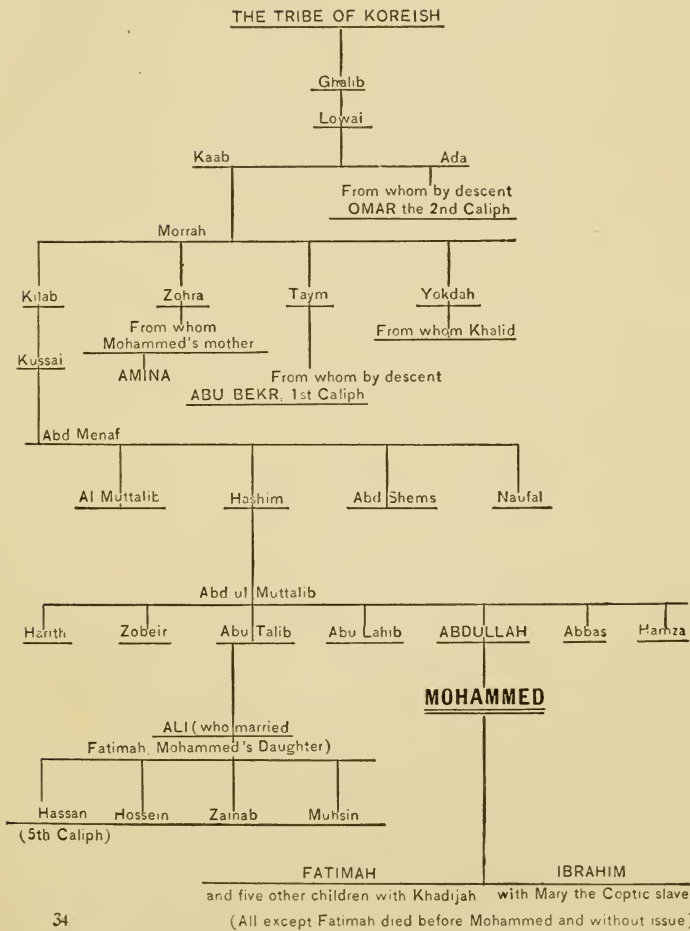 THE TRIBE OF KOREISH
Ghalib
Lowai
Kaab
Ada
From whom by descent
OMAR the 2nd Caliph
Morrah
Kilab
Zohra
Taym
Yokdah
From whom
Mohammed's mother
AMINA
From whom Khalid
Kussai
From whom by descent
ABU BEKR, 1st Caliph
Abd Menaf
Al Muttalib
Hashim
Abd Shems
Naufal
Abd ul Muttalib
Harith
Zobeir
Abu Talib
Abu Lahib
ABDULLAH
Abbas
Hamza
MOHAMMED
ALI (who married
Fatimah, Mohammed's Daughter)
Hassan
Hossein
Zainab
Muhsin
(5th Caliph)
FATIMAH
IBRAHIM
and five other children with Khadijah
with Mary the Coptic slave
34
(All except Fatimah died before Mohammed and without issue)